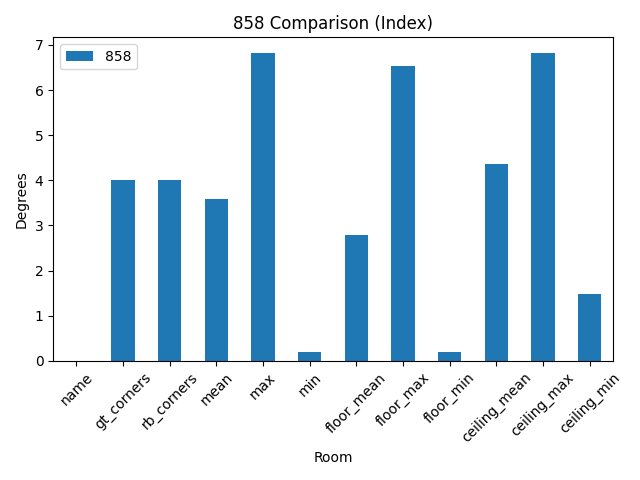 858 Comparison (Index)
858
Degrees
7
6
5
4
3
2
1
0
name
gt_corners
rb_corners
mean
max
min
floor_mean
floor_max
floor_min
ceiling_mean
ceiling_max
ceiling_min
Room